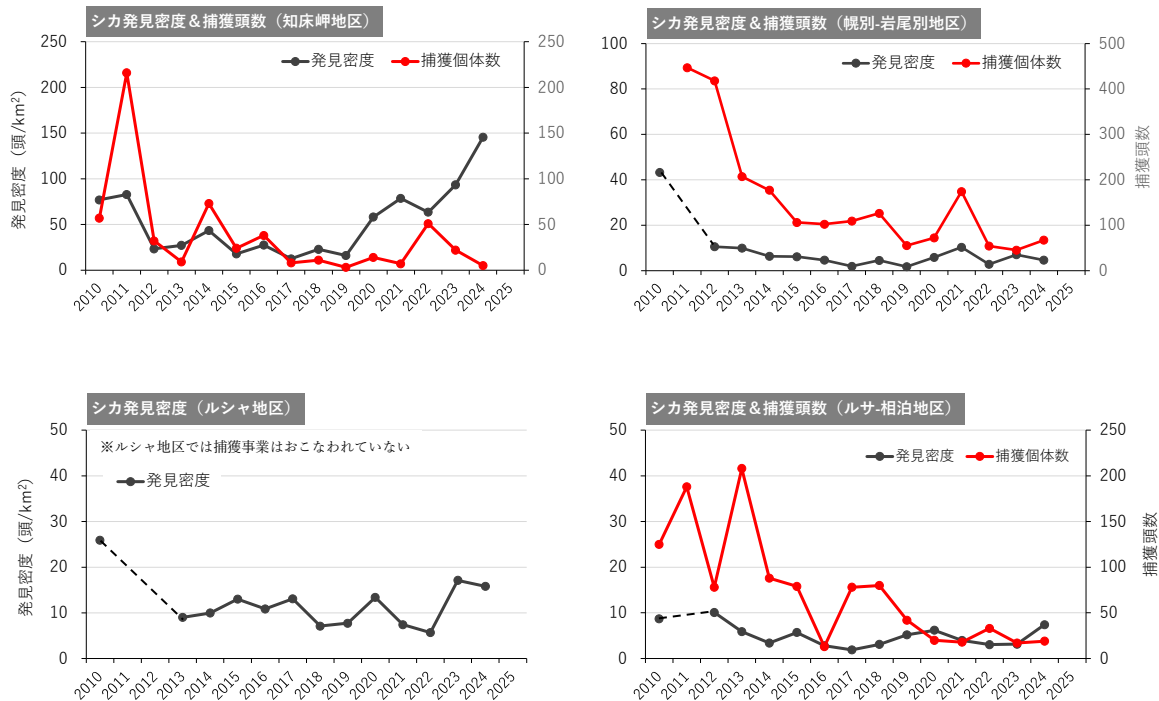 シカ発見密度＆捕獲頭数（知床岬地区）
発見密度 捕獲個体数
発見密度（頭/km²）
250
200
150
100
50
0
250
200
150
100
50
0
2010 2011 2012 2013 2014 2015 2016 2017 2018 2019 2020 2021 2022 2023 2024 2025
シカ発見密度＆捕獲頭数（幌別-岩尾別地区）
発見密度 捕獲個体数
100
80
60
40
20
0
500
400
300
200
100
0
捕獲頭数
2010 2011 2012 2013 2014 2015 2016 2017 2018 2019 2020 2021 2022 2023 2024 2025
シカ発見密度（ルシャ地区）
※ルシャ地区では捕獲事業はおこなわれていない
発見密度
発見密度（頭/km²）
50
40
30
20
10
0
2010 2011 2012 2013 2014 2015 2016 2017 2018 2019 2020 2021 2022 2023 2024 2025
シカ発見密度＆捕獲頭数（ルサ-相泊地区）
発見密度 捕獲個体数
50
40
30
20
10
0
250
200
150
100
50
0
捕獲頭数
2010 2011 2012 2013 2014 2015 2016 2017 2018 2019 2020 2021 2022 2023 2024 2025